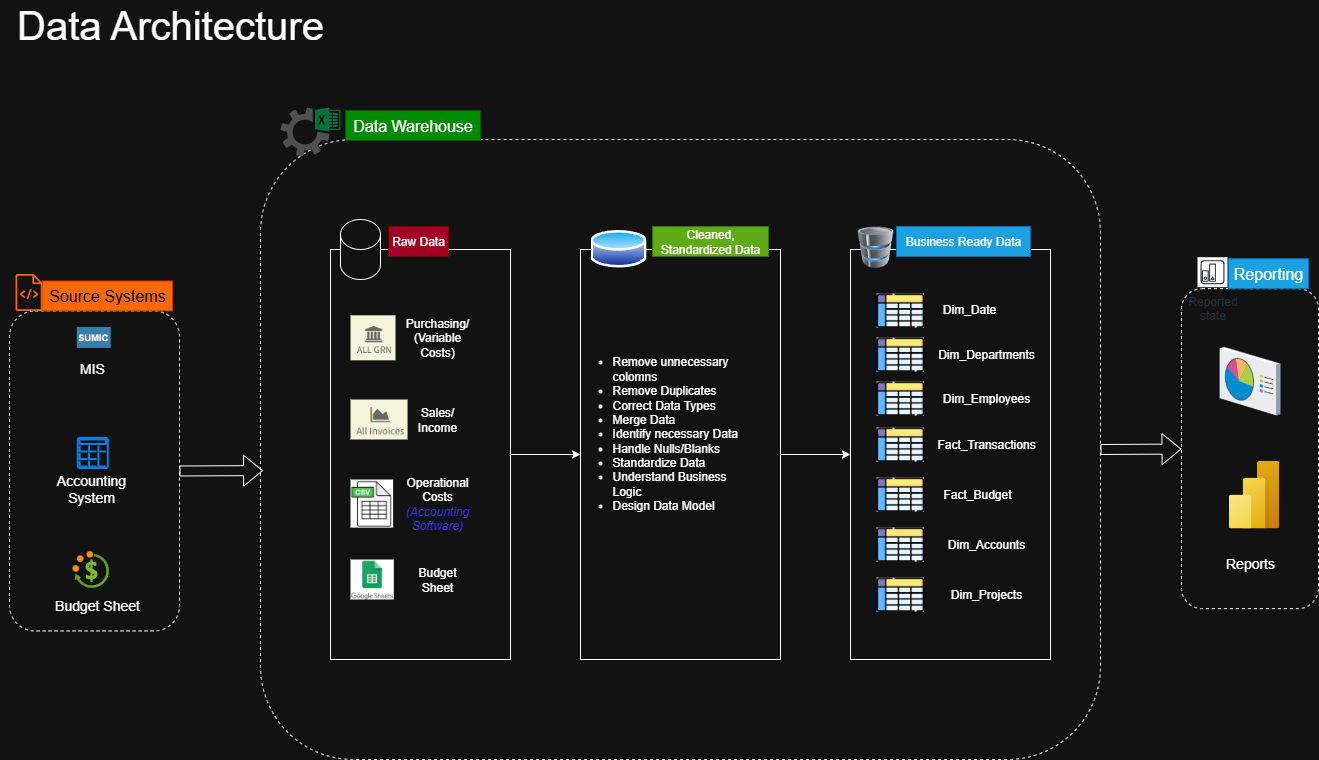 Data Architecture
Data Warehouse
Source Systems
SUMIC
MIS
Accounting
System
Budget Sheet
Raw Data
ALL GRN
Purchasing/
(Variable
Costs)
All Invoices
Sales/
Income
CSV
Operational
Costs
(Accounting
Software)
Google Sheets
Budget
Sheet
Cleaned,
Standardized Data
Remove unnecessary
colomns
Remove Duplicates
Correct Data Types
Merge Data
Identify necessary Data
Handle Nulls/Blanks
Standardize Data
Understand Business
Logic
Design Data Model
Business Ready Data
Dim_Date
Dim_Departments
Dim_Employees
Fact_Transactions
Fact_Budget
Dim_Accounts
Dim_Projects
Reporting
Reported
state
Reports